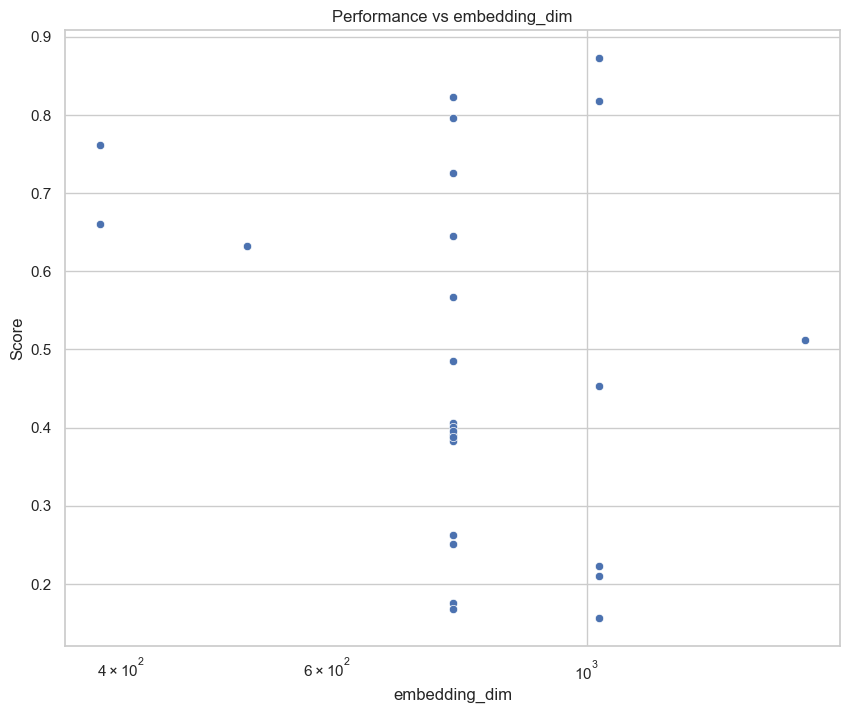 Performance vs embedding_dim
0.9
0.8
0.7
0.6
0.5
0.4
0.3
0.2
Score
4 × 10²
6 × 10²
10³
embedding_dim